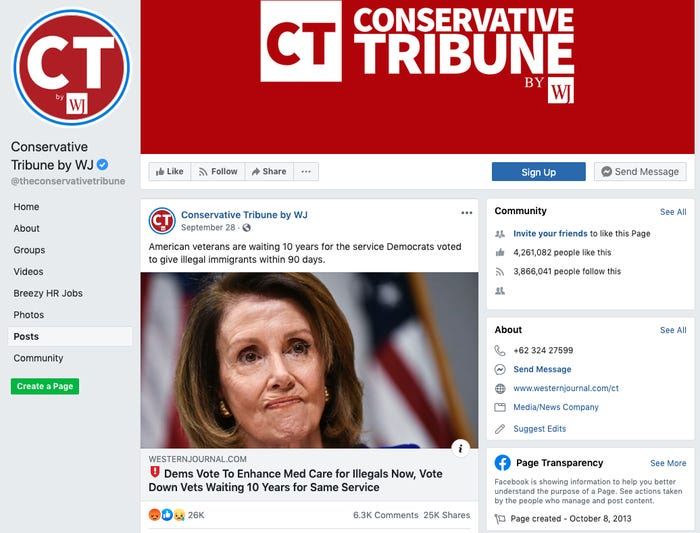 CT
by WJ
Conservative
Tribune by WJ
@theconservativetribune
Home
About
Groups
Videos
Breezy HR Jobs
Photos
Posts
Community
Create a Page
CT CONSERVATIVE
TRIBUNE
BY WJ
Like
Follow
Share
...
Sign Up
Send Message
CT
Conservative Tribune by WJ
September 28 ·
...
American veterans are waiting 10 years for the service Democrats voted
to give illegal immigrants within 90 days.
i
WESTERNJOURNAL.COM
Dems Vote To Enhance Med Care for Illegals Now, Vote
Down Vets Waiting 10 Years for Same Service
26K
6.3K Comments 25K Shares
Community
See All
Invite your friends to like this Page
4,261,082 people like this
3,866,041 people follow this
About
See All
+62 324 27599
Send Message
www.westernjournal.com/ct
Media/News Company
Suggest Edits
Page Transparency
See More
Facebook is showing information to help you better
understand the purpose of a Page. See actions taken
by the people who manage and post content.
Page created - October 8, 2013